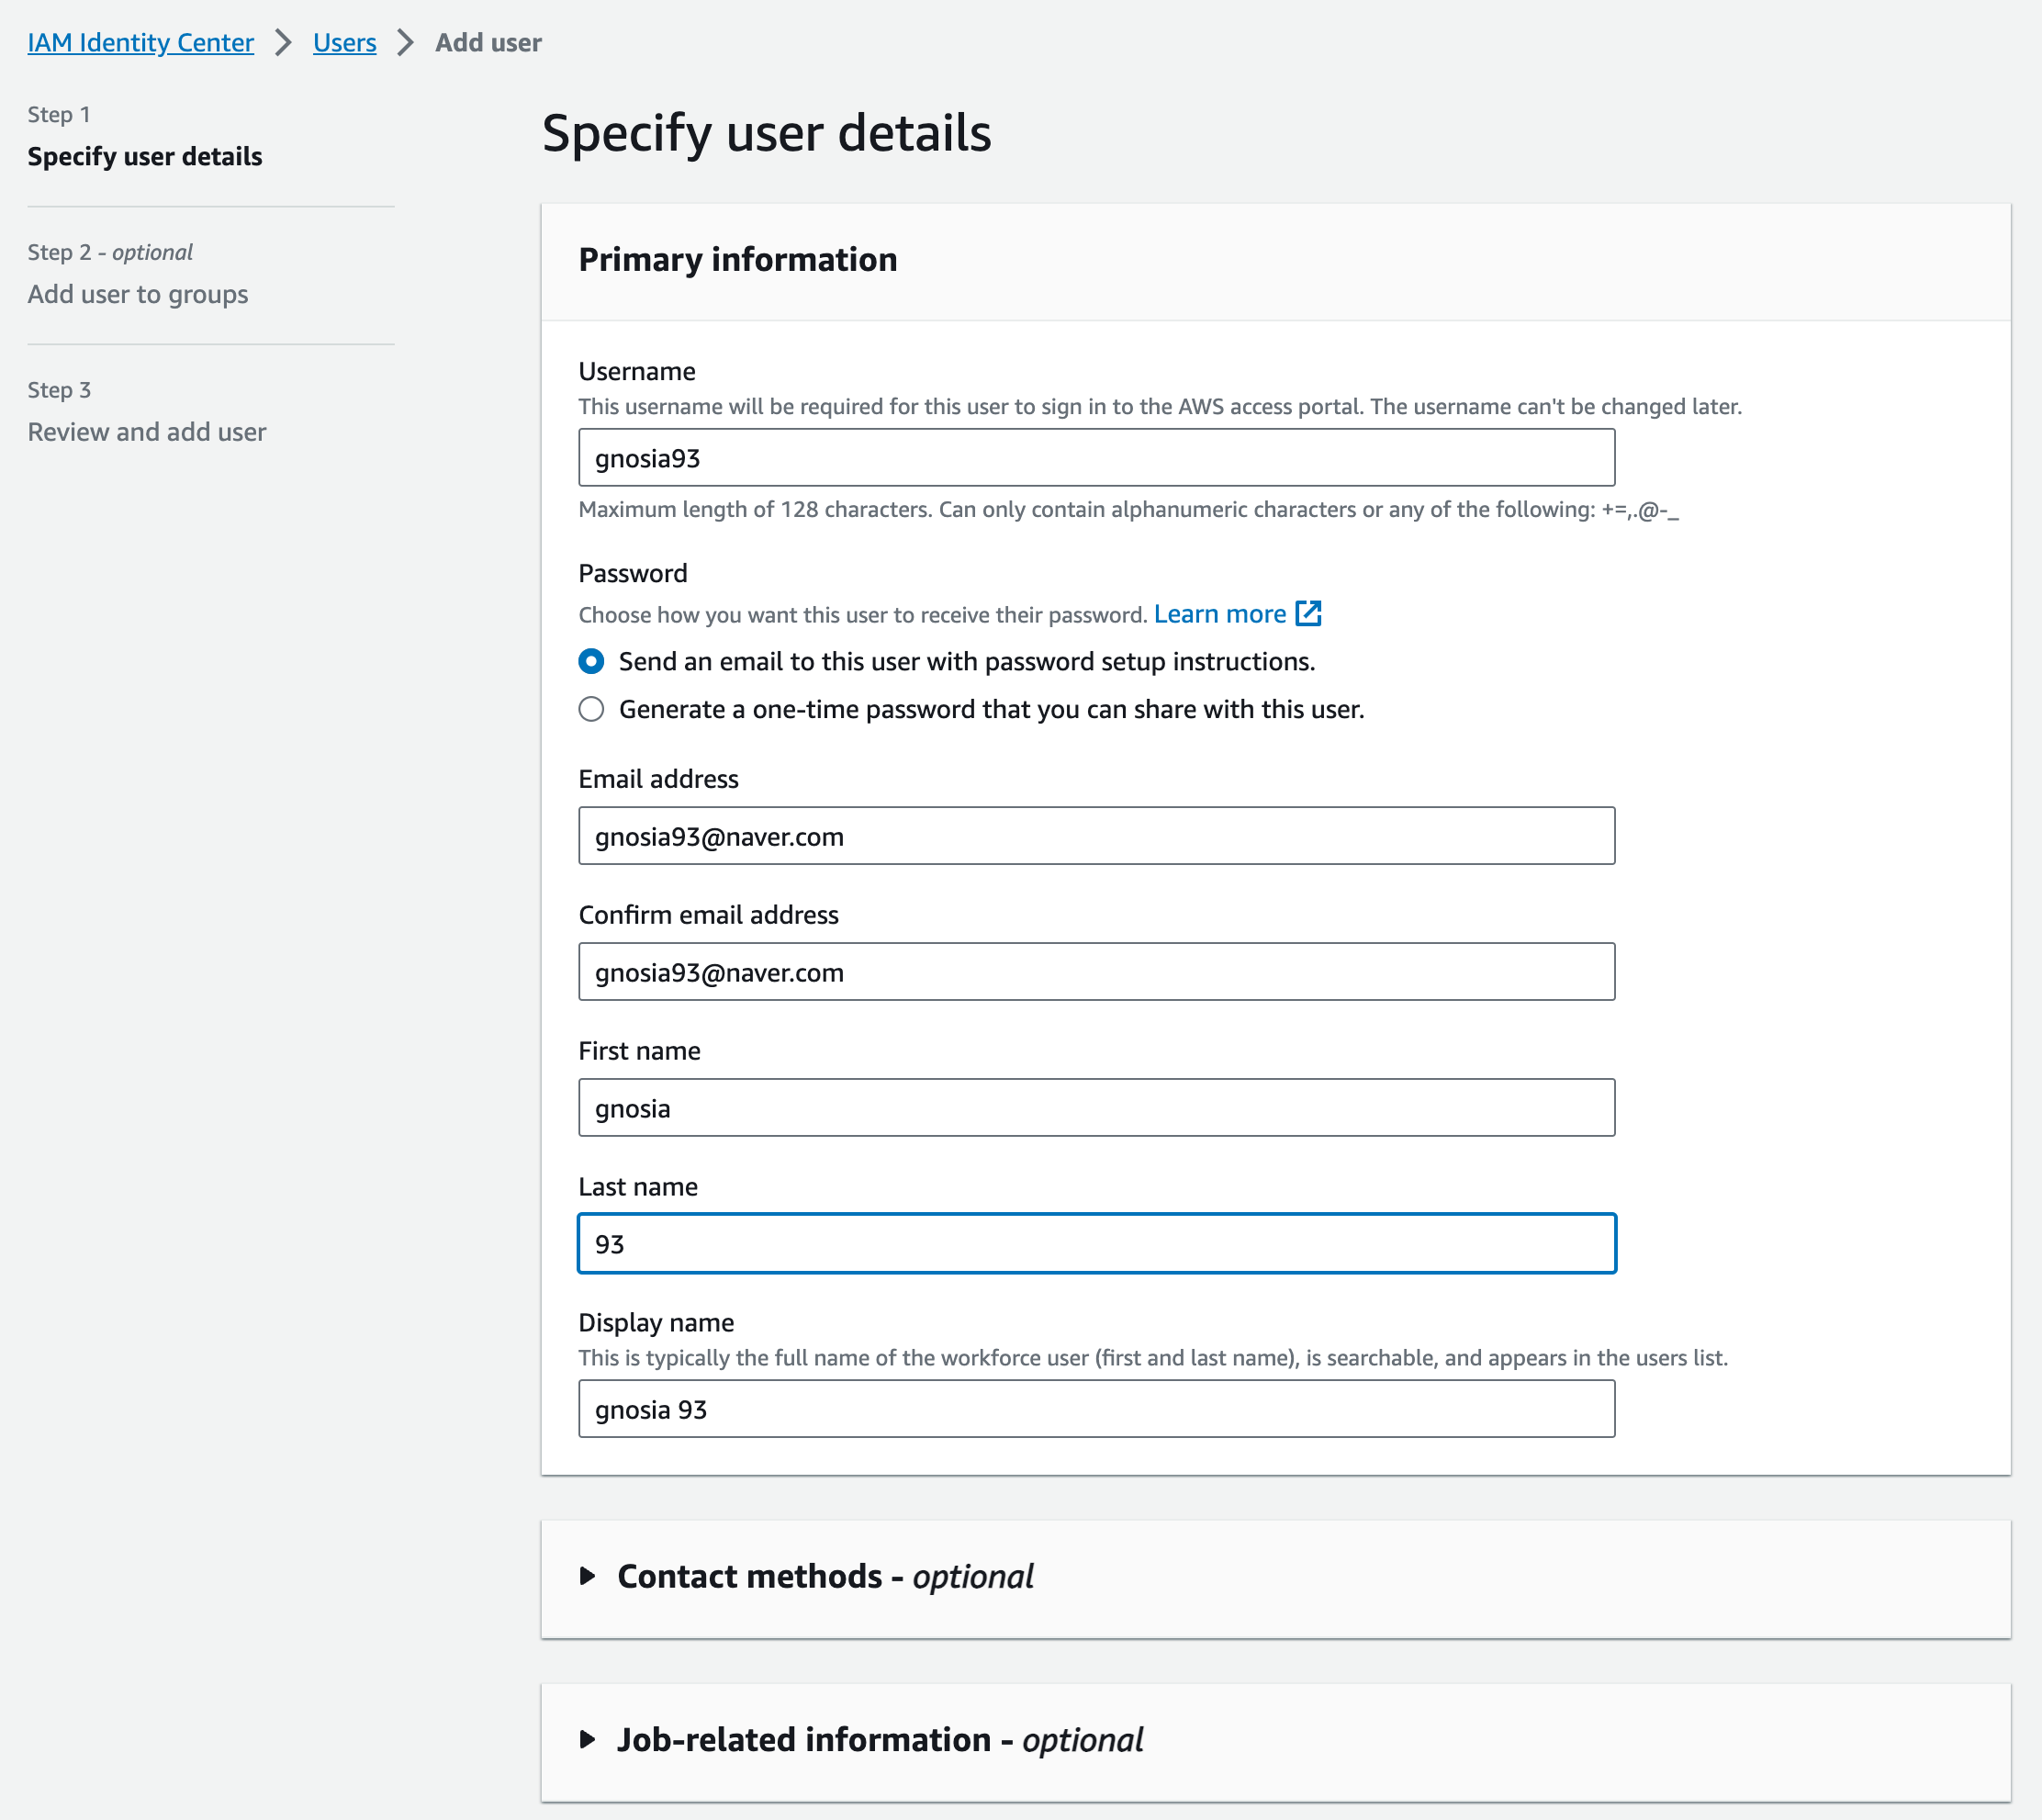 IAM Identity Center > Users > Add user
Step 1
Specify user details
Step 2 - optional
Add user to groups
Step 3
Review and add user
Specify user details
Primary information
Username
This username will be required for this user to sign in to the AWS access portal. The username can't be changed later.
gnosia93
Maximum length of 128 characters. Can only contain alphanumeric characters or any of the following: +=,.@-_
Password
Choose how you want this user to receive their password. Learn more
Send an email to this user with password setup instructions.
Generate a one-time password that you can share with this user.
Email address
gnosia93@naver.com
Confirm email address
gnosia93@naver.com
First name
gnosia
Last name
93
Display name
This is typically the full name of the workforce user (first and last name), is searchable, and appears in the users list.
gnosia 93
Contact methods - optional
Job-related information - optional